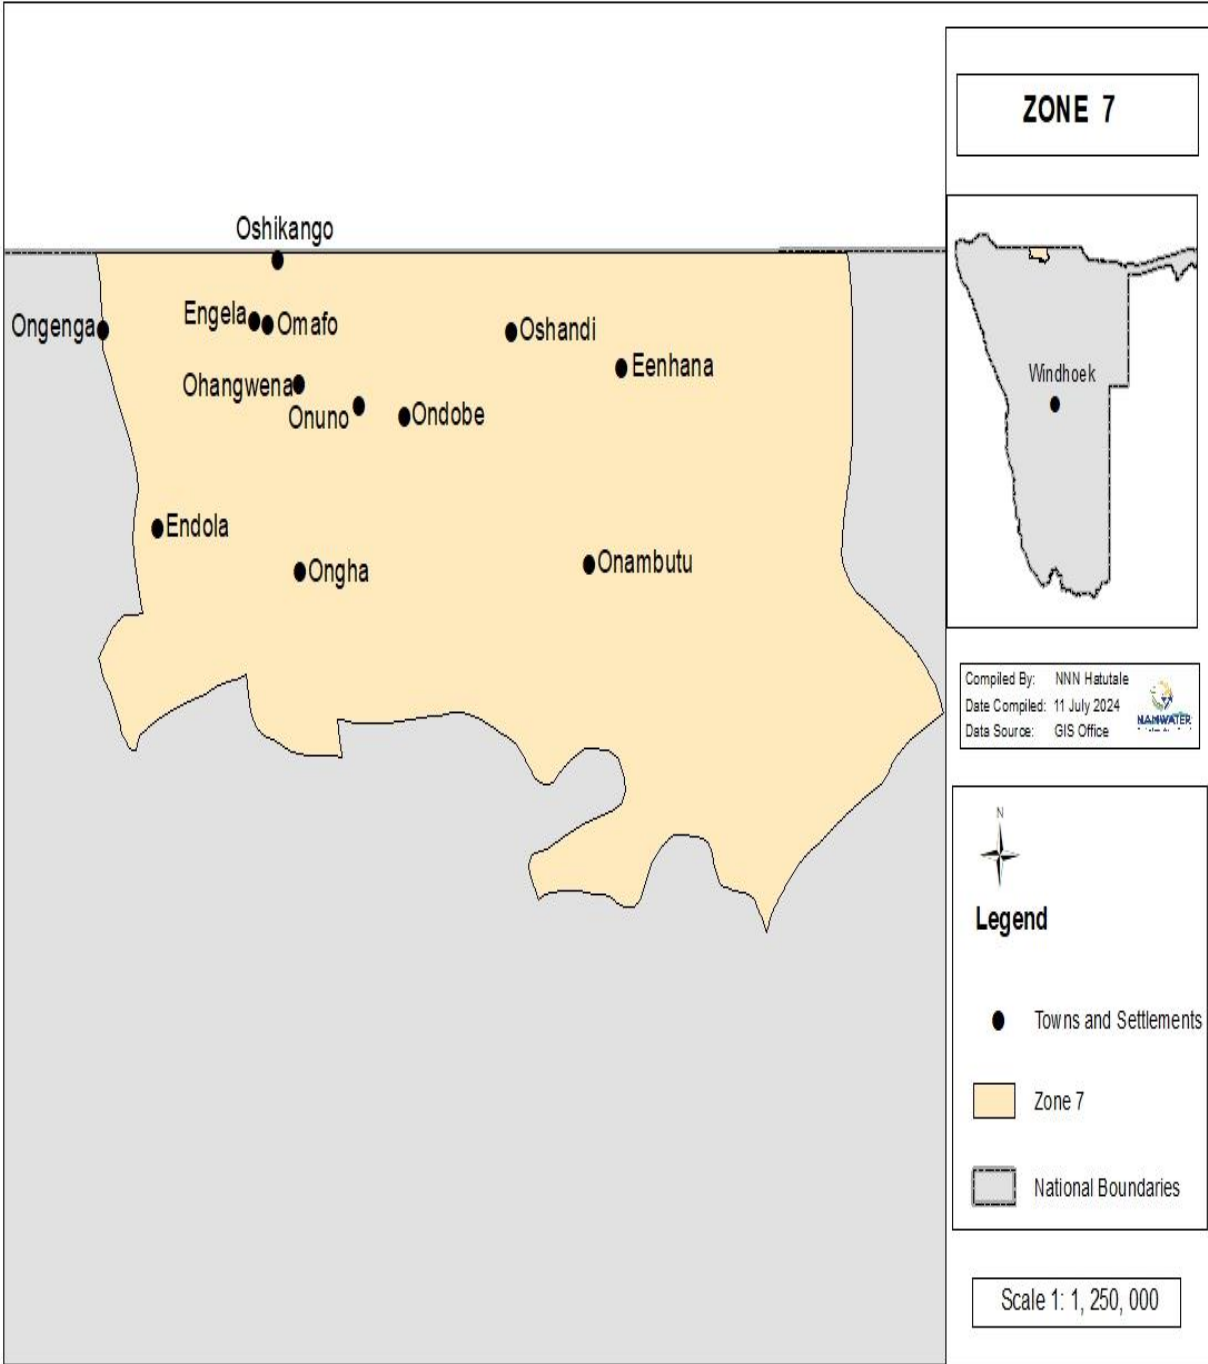 ZONE 7
Oshikango
Engela
Omafo
Ongenga
Oshandi
Eenhana
Ohangwena
Onuno
Ondobe
Endola
Ongha
Onambutu
Windhoek
Compiled By: NNN Hatutale
Date Compiled: 11 July 2024
Data Source: GIS Office
NAMWATER
N
Legend
Towns and Settlements
Zone 7
National Boundaries
Scale 1: 1, 250, 000